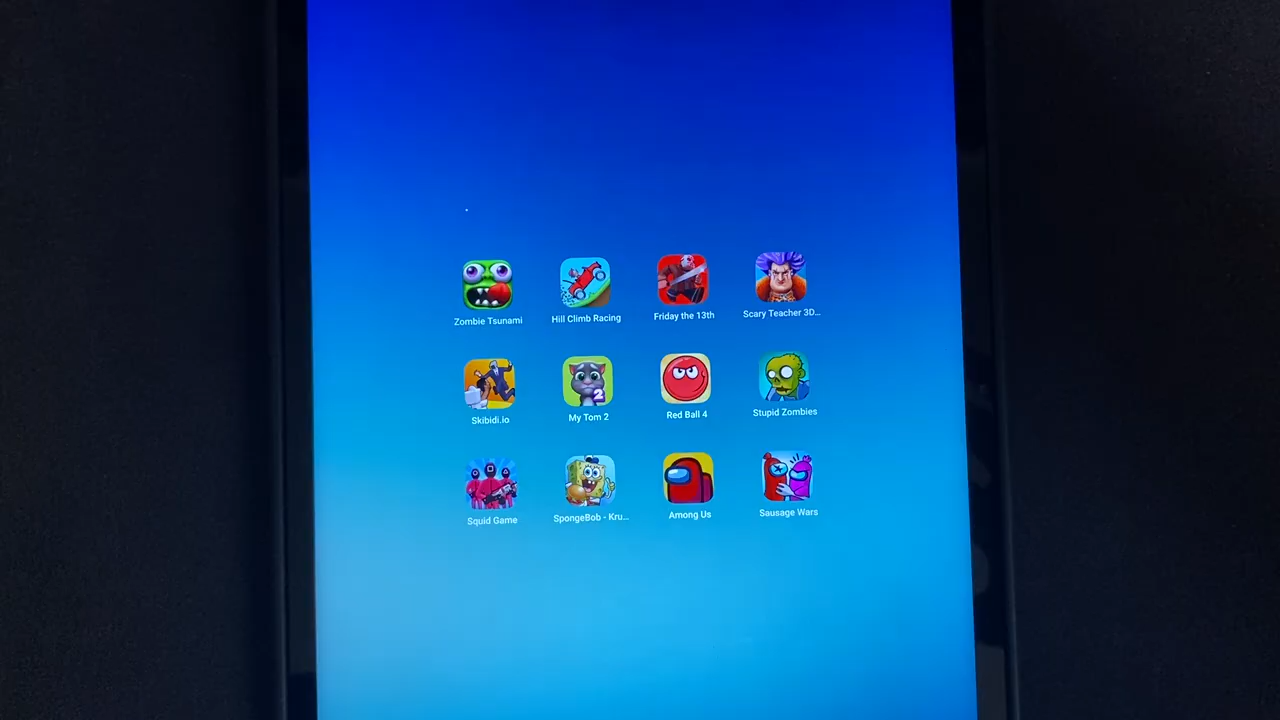 Zombie Tsunami
Hill Climb Racing
Friday the 13th
Scary Teacher 3D...
Skibidi.io
My Tom 2
2
Red Ball 4
Stupid Zombies
Squid Game
SpongeBob - Kru...
Among Us
Sausage Wars